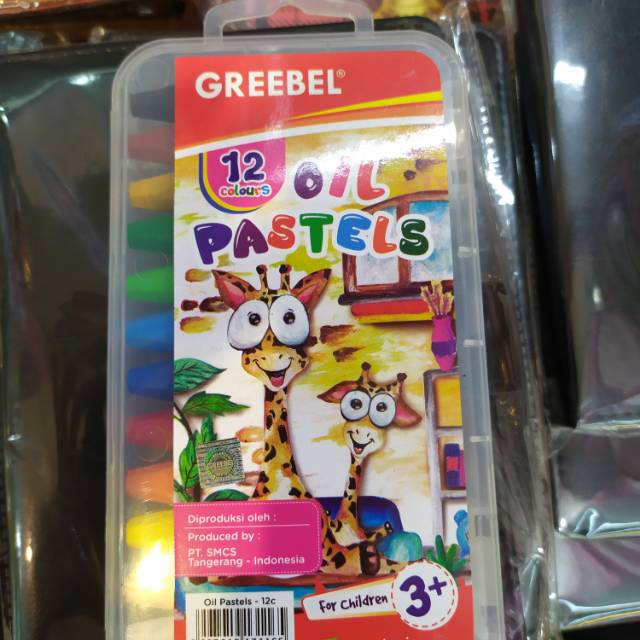 GREEBEL®
12
colours
OIL
PASTELS
Diproduksi oleh :
Produced by :
PT. SMCS
Tangerang - Indonesia
Oil Pastels - 12c
For Children
3+